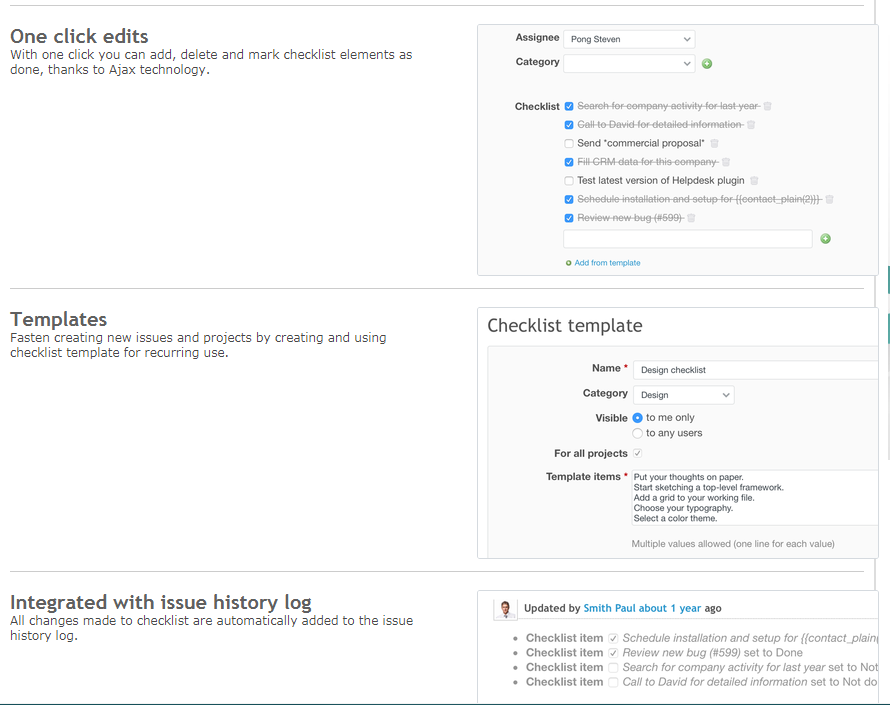 One click edits
With one click you can add, delete and mark checklist elements as
done, thanks to Ajax technology.
Assignee Pong Steven
Category
Checklist Search for company activity for last year
Call to David for detailed information
Send *commercial proposal*
Fill CRM data for this company
Test latest version of Helpdesk plugin
Schedule installation and setup for {{contact_plain(2)}}
Review new bug (#599)
Add from template
Templates
Fasten creating new issues and projects by creating and using
checklist template for recurring use.
Checklist template
Name * Design checklist
Category Design
Visible to me only
to any users
For all projects
Template items * Put your thoughts on paper.
Start sketching a top-level framework.
Add a grid to your working file.
Choose your typography.
Select a color theme.
Multiple values allowed (one line for each value)
Integrated with issue history log
All changes made to checklist are automatically added to the issue
history log.
Updated by Smith Paul about 1 year ago
Checklist item Schedule installation and setup for {{contact_plain
Checklist item Review new bug (#599) set to Done
Checklist item Search for company activity for last year set to Not
Checklist item Call to David for detailed information set to Not do